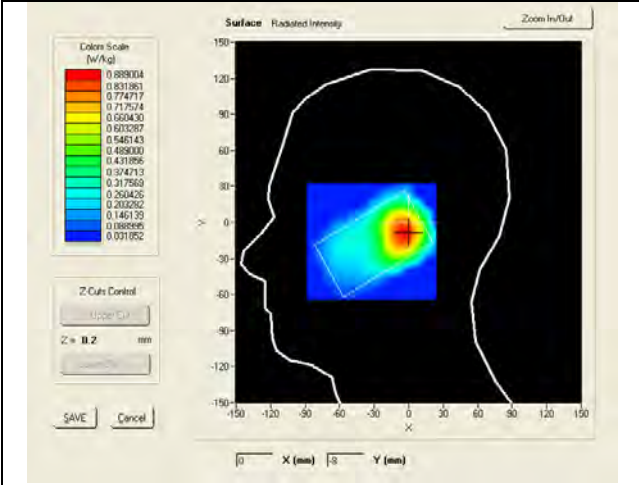 Surface Radiated Intensity
Zoom In/Out
Colors Scale
(W/kg)
0.889004
0.831861
0.774717
0.717574
0.660430
0.603287
0.546143
0.489000
0.431856
0.374713
0.317569
0.260426
0.203282
0.146139
0.088995
0.031852
150
120
90
60
30
0
-30
-60
-90
-120
-150
Y
-150 -120 -90 -60 -30 0 30 60 90 120 150
X
Z-Cuts Control
Z = 0.2 mm
SAVE Cancel
0 X (mm) -8 Y (mm)